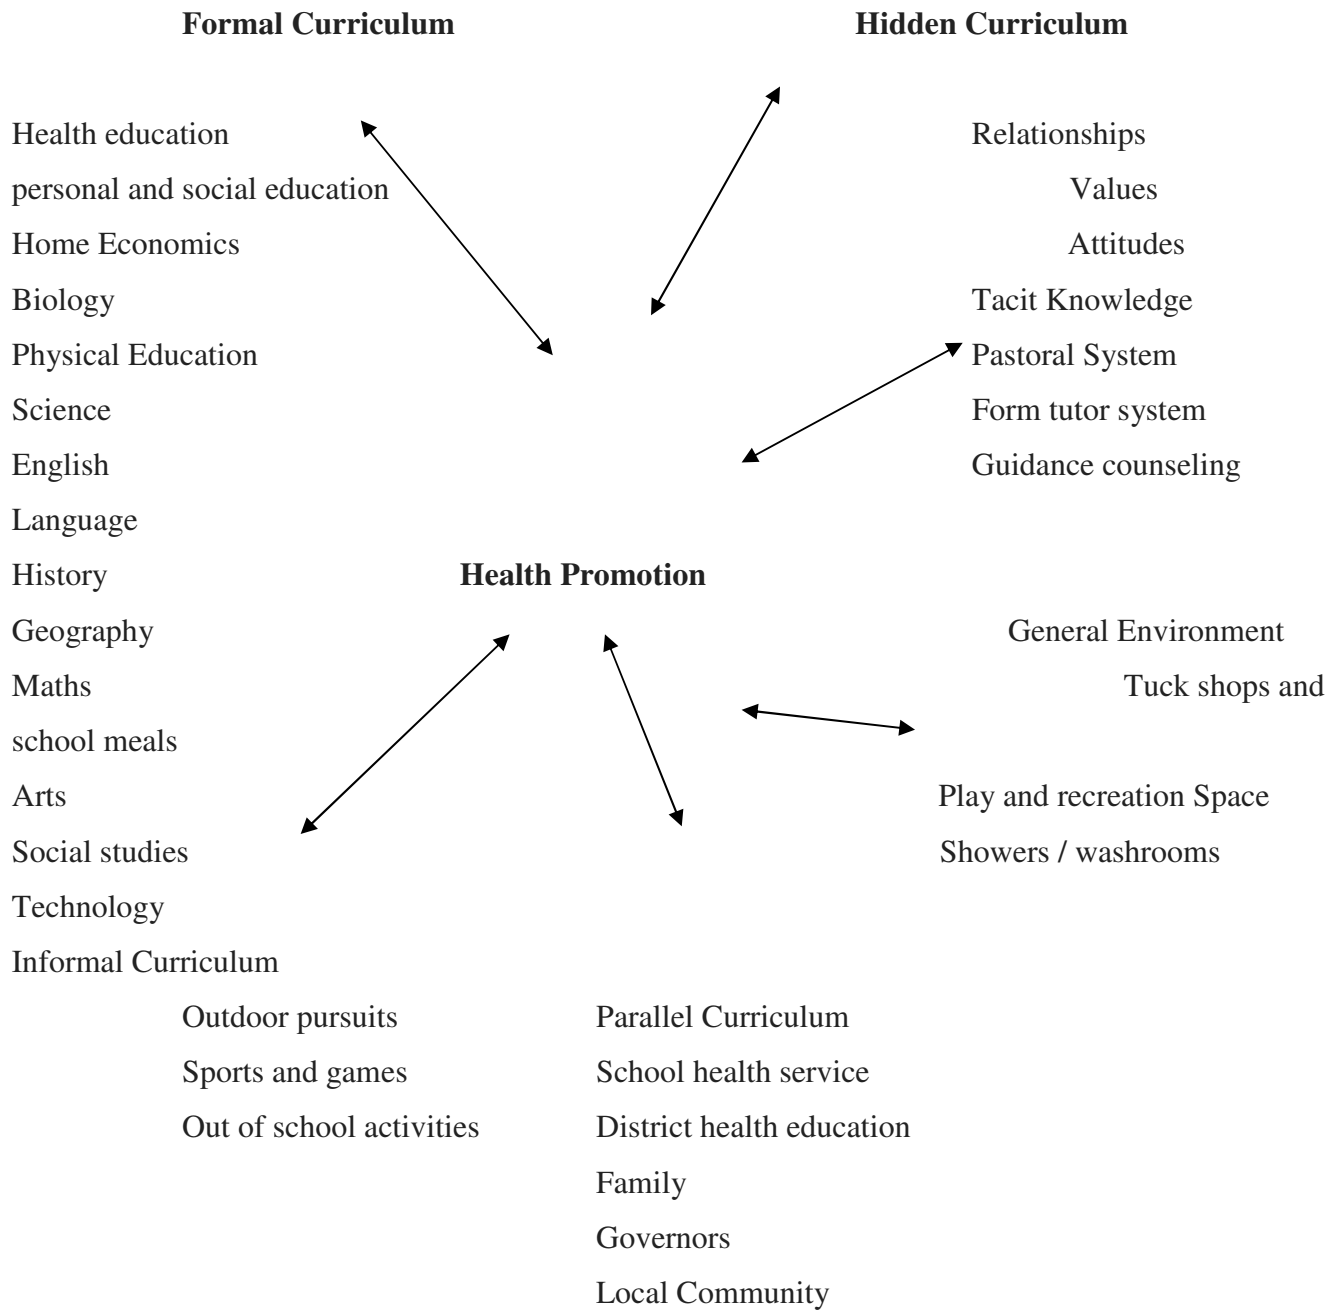 Formal Curriculum Hidden Curriculum
Health education Relationships
personal and social education Values
Home Economics Attitudes
Biology Tacit Knowledge
Physical Education Pastoral System
Science Form tutor system
English Guidance counseling
Language
History Health Promotion
Geography General Environment
Maths Tuck shops and
school meals
Arts Play and recreation Space
Social studies Showers / washrooms
Technology
Informal Curriculum
Outdoor pursuits Parallel Curriculum
Sports and games School health service
Out of school activities District health education
Family
Governors
Local Community